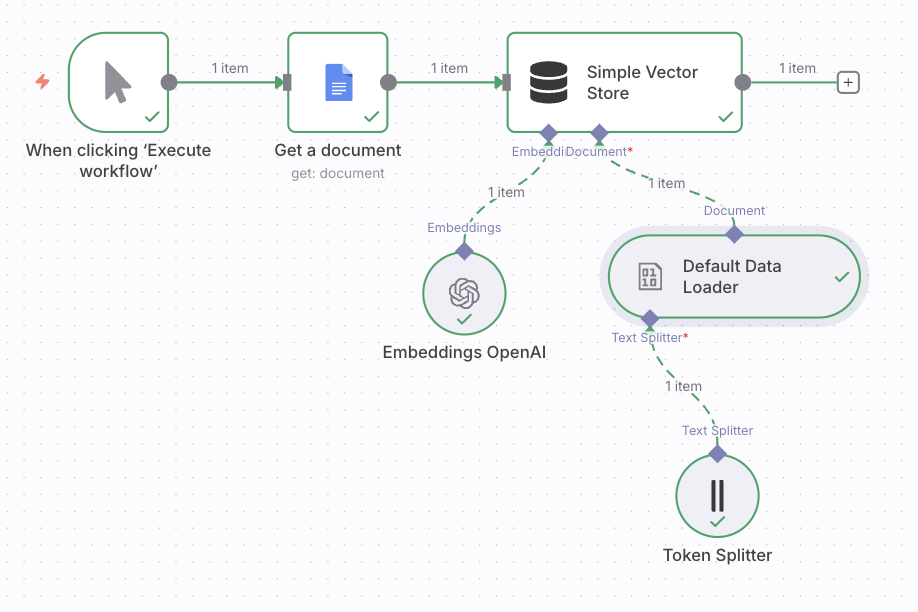 1 item
1 item
Simple Vector
Store
1 item
When clicking ‘Execute
workflow’
Get a document
get: document
Embeddi
Document*
1 item
1 item
Embeddings
Document
Default Data
Loader
Embeddings OpenAI
Text Splitter*
1 item
Text Splitter
Token Splitter